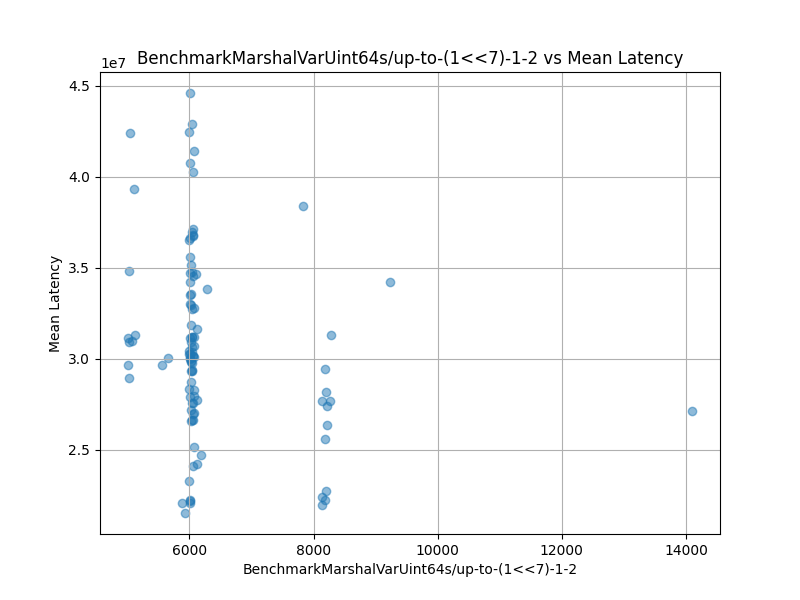 BenchmarkMarshalVarUint64s/up-to-(1<<7)-1-2 vs Mean Latency
1e7
4.5
4.0
3.5
3.0
2.5
Mean Latency
6000 8000 10000 12000 14000
BenchmarkMarshalVarUint64s/up-to-(1<<7)-1-2